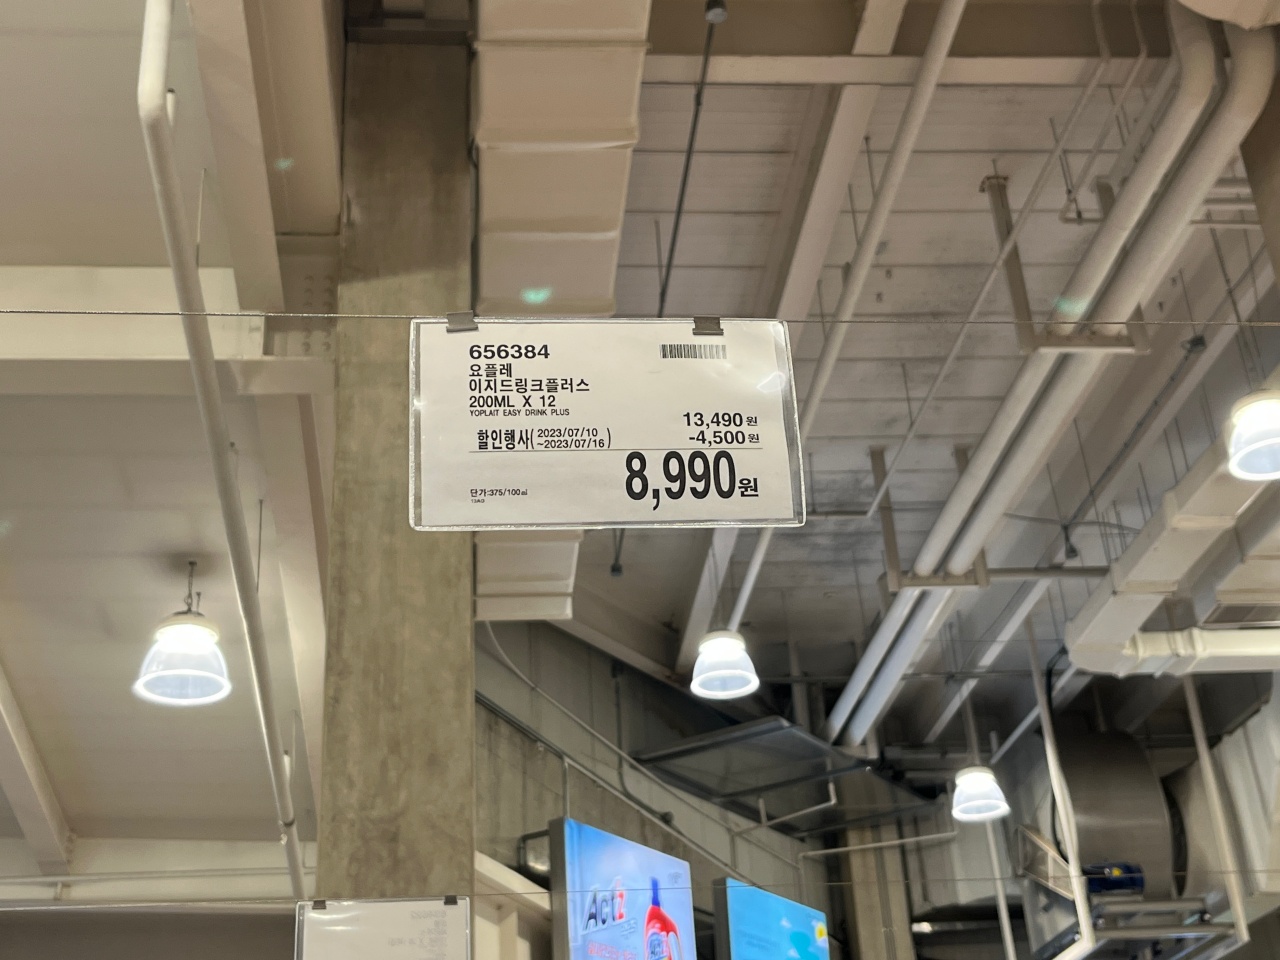 656384
요플레
이지드링크플러스
200ML X 12
YOPLAIT EASY DRINK PLUS
13,490원
할인행사(2023/07/10 ~2023/07/16)
-4,500원
8,990원
단가:375/100㎖
Actz